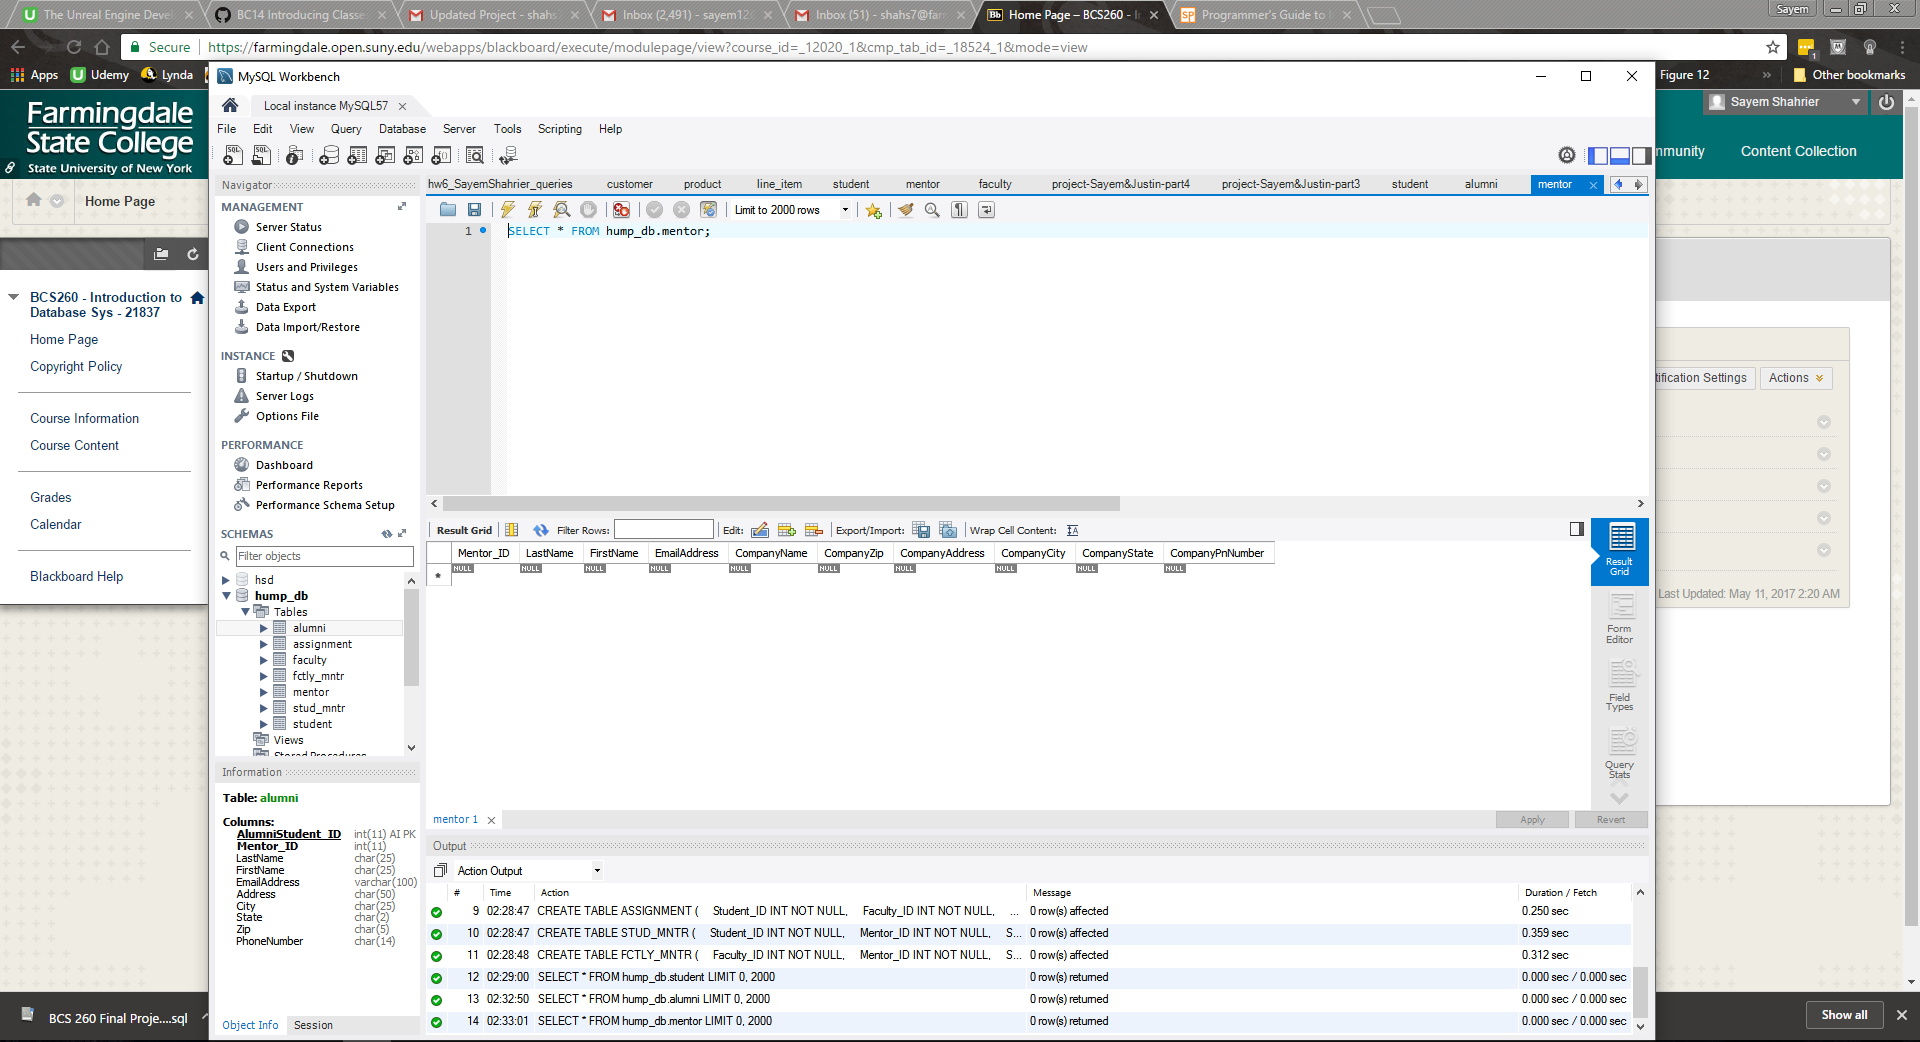 The Unreal Engine Devel
BC14 Introducing Classe
Updated Project - shahs
Inbox (2,491) - sayem12
Inbox (51) - shahs7@farm
Bb Home Page – BCS260 - I
SP Programmer's Guide to
Sayem
Secure https://farmingdale.open.suny.edu/webapps/blackboard/execute/modulepage/view?course_id=_12020_1&cmp_tab_id=_18524_1&mode=view
Apps Udemy Lynda
Figure 12 » Other bookmarks
Farmingdale
State College
State University of New York
Sayem Shahrier
mmunity Content Collection
Home Page
BCS260 - Introduction to
Database Sys - 21837
Home Page
Copyright Policy
Course Information
Course Content
Grades
Calendar
Blackboard Help
tification Settings Actions
Last Updated: May 11, 2017 2:20 AM
MySQL Workbench
Local instance MySQL57
File Edit View Query Database Server Tools Scripting Help
Navigator
MANAGEMENT
Server Status
Client Connections
Users and Privileges
Status and System Variables
Data Export
Data Import/Restore
INSTANCE
Startup / Shutdown
Server Logs
Options File
PERFORMANCE
Dashboard
Performance Reports
Performance Schema Setup
SCHEMAS
Filter objects
hsd
hump_db
Tables
alumni
assignment
faculty
fctly_mntr
mentor
stud_mntr
student
Views
Stored Procedures
Information
Table: alumni
Columns:
AlumniStudent_ID int(11) AI PK
Mentor_ID int(11)
LastName char(25)
FirstName char(25)
EmailAddress varchar(100)
Address char(50)
City char(25)
State char(2)
Zip char(5)
PhoneNumber char(14)
Object Info Session
hw6_SayemShahrier_queries customer product line_item student mentor faculty project-Sayem&Justin-part4 project-Sayem&Justin-part3 student alumni mentor
Limit to 2000 rows
1 SELECT * FROM hump_db.mentor;
Result Grid Filter Rows: Edit: Export/Import: Wrap Cell Content:
Mentor_ID LastName FirstName EmailAddress CompanyName CompanyZip CompanyAddress CompanyCity CompanyState CompanyPnNumber
* NULL NULL NULL NULL NULL NULL NULL NULL NULL NULL
Result
Grid
Form
Editor
Field
Types
Query
Stats
mentor 1
Apply Revert
Output
Action Output
# Time Action Message Duration / Fetch
9 02:28:47 CREATE TABLE ASSIGNMENT ( Student_ID INT NOT NULL, Faculty_ID INT NOT NULL, ... 0 row(s) affected 0.250 sec
10 02:28:47 CREATE TABLE STUD_MNTR ( Student_ID INT NOT NULL, Mentor_ID INT NOT NULL, S... 0 row(s) affected 0.359 sec
11 02:28:48 CREATE TABLE FCTLY_MNTR ( Faculty_ID INT NOT NULL, Mentor_ID INT NOT NULL, S... 0 row(s) affected 0.312 sec
12 02:29:00 SELECT * FROM hump_db.student LIMIT 0, 2000 0 row(s) returned 0.000 sec / 0.000 sec
13 02:32:50 SELECT * FROM hump_db.alumni LIMIT 0, 2000 0 row(s) returned 0.000 sec / 0.000 sec
14 02:33:01 SELECT * FROM hump_db.mentor LIMIT 0, 2000 0 row(s) returned 0.000 sec / 0.000 sec
BCS 260 Final Proje....sql
Show all